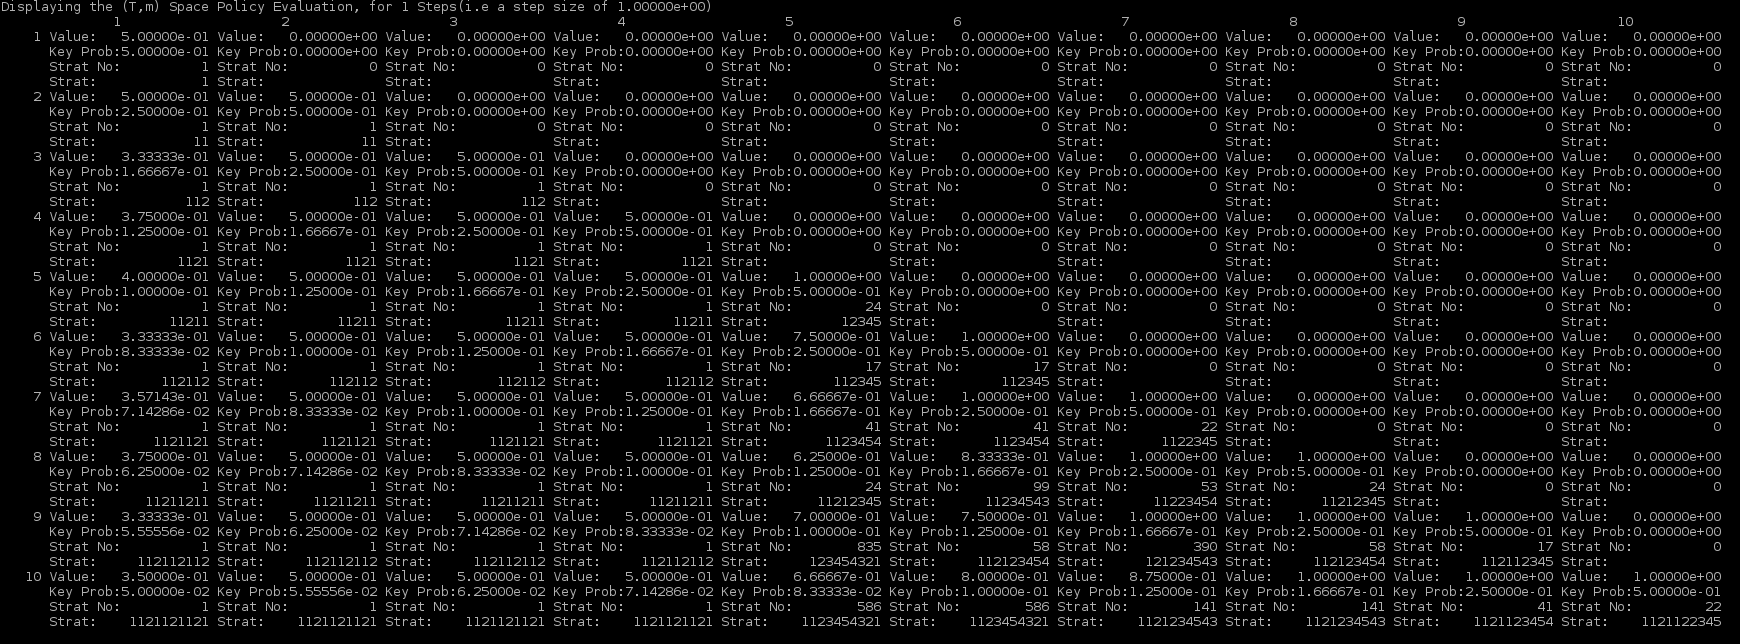 Displaying the (T,m) Space Policy Evaluation, for 1 Steps(i.e a step size of 1.00000e+00)
1 2 3 4 5 6 7 8 9 10
1 Value: 5.00000e-01 Value: 0.00000e+00 Value: 0.00000e+00 Value: 0.00000e+00 Value: 0.00000e+00 Value: 0.00000e+00 Value: 0.00000e+00 Value: 0.00000e+00 Value: 0.00000e+00 Value: 0.00000e+00
Key Prob:5.00000e-01 Key Prob:0.00000e+00 Key Prob:0.00000e+00 Key Prob:0.00000e+00 Key Prob:0.00000e+00 Key Prob:0.00000e+00 Key Prob:0.00000e+00 Key Prob:0.00000e+00 Key Prob:0.00000e+00 Key Prob:0.00000e+00
Strat No: 1 Strat No: 0 Strat No: 0 Strat No: 0 Strat No: 0 Strat No: 0 Strat No: 0 Strat No: 0 Strat No: 0 Strat No: 0
Strat: 1 Strat: Strat: Strat: Strat: Strat: Strat: Strat: Strat: Strat:
2 Value: 5.00000e-01 Value: 5.00000e-01 Value: 0.00000e+00 Value: 0.00000e+00 Value: 0.00000e+00 Value: 0.00000e+00 Value: 0.00000e+00 Value: 0.00000e+00 Value: 0.00000e+00 Value: 0.00000e+00
Key Prob:2.50000e-01 Key Prob:5.00000e-01 Key Prob:0.00000e+00 Key Prob:0.00000e+00 Key Prob:0.00000e+00 Key Prob:0.00000e+00 Key Prob:0.00000e+00 Key Prob:0.00000e+00 Key Prob:0.00000e+00 Key Prob:0.00000e+00
Strat No: 1 Strat No: 1 Strat No: 0 Strat No: 0 Strat No: 0 Strat No: 0 Strat No: 0 Strat No: 0 Strat No: 0 Strat No: 0
Strat: 11 Strat: 11 Strat: Strat: Strat: Strat: Strat: Strat: Strat: Strat:
3 Value: 3.33333e-01 Value: 5.00000e-01 Value: 5.00000e-01 Value: 0.00000e+00 Value: 0.00000e+00 Value: 0.00000e+00 Value: 0.00000e+00 Value: 0.00000e+00 Value: 0.00000e+00 Value: 0.00000e+00
Key Prob:1.66667e-01 Key Prob:2.50000e-01 Key Prob:5.00000e-01 Key Prob:0.00000e+00 Key Prob:0.00000e+00 Key Prob:0.00000e+00 Key Prob:0.00000e+00 Key Prob:0.00000e+00 Key Prob:0.00000e+00 Key Prob:0.00000e+00
Strat No: 1 Strat No: 1 Strat No: 1 Strat No: 0 Strat No: 0 Strat No: 0 Strat No: 0 Strat No: 0 Strat No: 0 Strat No: 0
Strat: 112 Strat: 112 Strat: 112 Strat: Strat: Strat: Strat: Strat: Strat: Strat:
4 Value: 3.75000e-01 Value: 5.00000e-01 Value: 5.00000e-01 Value: 5.00000e-01 Value: 0.00000e+00 Value: 0.00000e+00 Value: 0.00000e+00 Value: 0.00000e+00 Value: 0.00000e+00 Value: 0.00000e+00
Key Prob:1.25000e-01 Key Prob:1.66667e-01 Key Prob:2.50000e-01 Key Prob:5.00000e-01 Key Prob:0.00000e+00 Key Prob:0.00000e+00 Key Prob:0.00000e+00 Key Prob:0.00000e+00 Key Prob:0.00000e+00 Key Prob:0.00000e+00
Strat No: 1 Strat No: 1 Strat No: 1 Strat No: 1 Strat No: 0 Strat No: 0 Strat No: 0 Strat No: 0 Strat No: 0 Strat No: 0
Strat: 1121 Strat: 1121 Strat: 1121 Strat: 1121 Strat: Strat: Strat: Strat: Strat: Strat:
5 Value: 4.00000e-01 Value: 5.00000e-01 Value: 5.00000e-01 Value: 5.00000e-01 Value: 1.00000e+00 Value: 0.00000e+00 Value: 0.00000e+00 Value: 0.00000e+00 Value: 0.00000e+00 Value: 0.00000e+00
Key Prob:1.00000e-01 Key Prob:1.25000e-01 Key Prob:1.66667e-01 Key Prob:2.50000e-01 Key Prob:5.00000e-01 Key Prob:0.00000e+00 Key Prob:0.00000e+00 Key Prob:0.00000e+00 Key Prob:0.00000e+00 Key Prob:0.00000e+00
Strat No: 1 Strat No: 1 Strat No: 1 Strat No: 1 Strat No: 24 Strat No: 0 Strat No: 0 Strat No: 0 Strat No: 0 Strat No: 0
Strat: 11211 Strat: 11211 Strat: 11211 Strat: 11211 Strat: 12345 Strat: Strat: Strat: Strat: Strat:
6 Value: 3.33333e-01 Value: 5.00000e-01 Value: 5.00000e-01 Value: 5.00000e-01 Value: 7.50000e-01 Value: 1.00000e+00 Value: 0.00000e+00 Value: 0.00000e+00 Value: 0.00000e+00 Value: 0.00000e+00
Key Prob:8.33333e-02 Key Prob:1.00000e-01 Key Prob:1.25000e-01 Key Prob:1.66667e-01 Key Prob:2.50000e-01 Key Prob:5.00000e-01 Key Prob:0.00000e+00 Key Prob:0.00000e+00 Key Prob:0.00000e+00 Key Prob:0.00000e+00
Strat No: 1 Strat No: 1 Strat No: 1 Strat No: 1 Strat No: 17 Strat No: 17 Strat No: 0 Strat No: 0 Strat No: 0 Strat No: 0
Strat: 112112 Strat: 112112 Strat: 112112 Strat: 112112 Strat: 112345 Strat: 112345 Strat: Strat: Strat: Strat:
7 Value: 3.57143e-01 Value: 5.00000e-01 Value: 5.00000e-01 Value: 5.00000e-01 Value: 6.66667e-01 Value: 1.00000e+00 Value: 1.00000e+00 Value: 0.00000e+00 Value: 0.00000e+00 Value: 0.00000e+00
Key Prob:7.14286e-02 Key Prob:8.33333e-02 Key Prob:1.00000e-01 Key Prob:1.25000e-01 Key Prob:1.66667e-01 Key Prob:2.50000e-01 Key Prob:5.00000e-01 Key Prob:0.00000e+00 Key Prob:0.00000e+00 Key Prob:0.00000e+00
Strat No: 1 Strat No: 1 Strat No: 1 Strat No: 1 Strat No: 41 Strat No: 41 Strat No: 22 Strat No: 0 Strat No: 0 Strat No: 0
Strat: 1121121 Strat: 1121121 Strat: 1121121 Strat: 1121121 Strat: 1123454 Strat: 1123454 Strat: 1122345 Strat: Strat: Strat:
8 Value: 3.75000e-01 Value: 5.00000e-01 Value: 5.00000e-01 Value: 5.00000e-01 Value: 6.25000e-01 Value: 8.33333e-01 Value: 1.00000e+00 Value: 1.00000e+00 Value: 0.00000e+00 Value: 0.00000e+00
Key Prob:6.25000e-02 Key Prob:7.14286e-02 Key Prob:8.33333e-02 Key Prob:1.00000e-01 Key Prob:1.25000e-01 Key Prob:1.66667e-01 Key Prob:2.50000e-01 Key Prob:5.00000e-01 Key Prob:0.00000e+00 Key Prob:0.00000e+00
Strat No: 1 Strat No: 1 Strat No: 1 Strat No: 1 Strat No: 24 Strat No: 99 Strat No: 53 Strat No: 24 Strat No: 0 Strat No: 0
Strat: 11211211 Strat: 11211211 Strat: 11211211 Strat: 11211211 Strat: 11212345 Strat: 11234543 Strat: 11223454 Strat: 11212345 Strat: Strat:
9 Value: 3.33333e-01 Value: 5.00000e-01 Value: 5.00000e-01 Value: 5.00000e-01 Value: 7.00000e-01 Value: 7.50000e-01 Value: 1.00000e+00 Value: 1.00000e+00 Value: 1.00000e+00 Value: 0.00000e+00
Key Prob:5.55556e-02 Key Prob:6.25000e-02 Key Prob:7.14286e-02 Key Prob:8.33333e-02 Key Prob:1.00000e-01 Key Prob:1.25000e-01 Key Prob:1.66667e-01 Key Prob:2.50000e-01 Key Prob:5.00000e-01 Key Prob:0.00000e+00
Strat No: 1 Strat No: 1 Strat No: 1 Strat No: 1 Strat No: 835 Strat No: 58 Strat No: 390 Strat No: 58 Strat No: 17 Strat No: 0
Strat: 112112112 Strat: 112112112 Strat: 112112112 Strat: 112112112 Strat: 123454321 Strat: 112123454 Strat: 121234543 Strat: 112123454 Strat: 112112345 Strat:
10 Value: 3.50000e-01 Value: 5.00000e-01 Value: 5.00000e-01 Value: 5.00000e-01 Value: 6.66667e-01 Value: 8.00000e-01 Value: 8.75000e-01 Value: 1.00000e+00 Value: 1.00000e+00 Value: 1.00000e+00
Key Prob:5.00000e-02 Key Prob:5.55556e-02 Key Prob:6.25000e-02 Key Prob:7.14286e-02 Key Prob:8.33333e-02 Key Prob:1.00000e-01 Key Prob:1.25000e-01 Key Prob:1.66667e-01 Key Prob:2.50000e-01 Key Prob:5.00000e-01
Strat No: 1 Strat No: 1 Strat No: 1 Strat No: 1 Strat No: 586 Strat No: 586 Strat No: 141 Strat No: 141 Strat No: 41 Strat No: 22
Strat: 1121121121 Strat: 1121121121 Strat: 1121121121 Strat: 1121121121 Strat: 1123454321 Strat: 1123454321 Strat: 1121234543 Strat: 1121234543 Strat: 1121123454 Strat: 1121122345